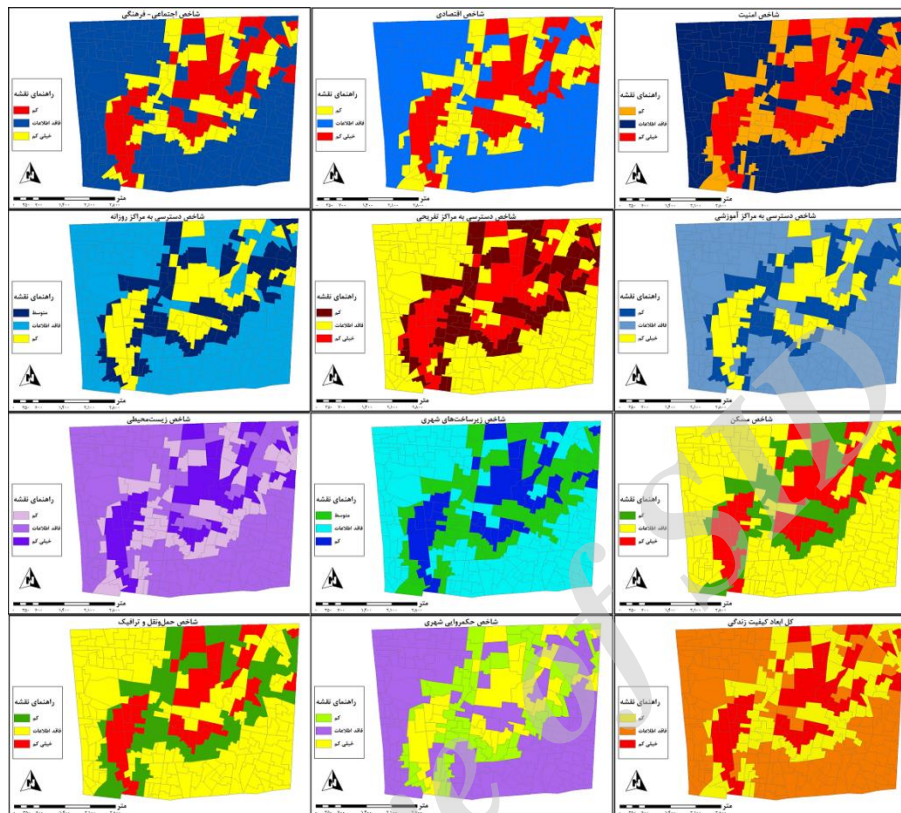 شاخص امنیت
راهنمای نقشه
کم
فاقد اطلاعات
خیلی کم
متر
شاخص اقتصادی
راهنمای نقشه
کم
فاقد اطلاعات
خیلی کم
متر
شاخص اجتماعی - فرهنگی
راهنمای نقشه
کم
فاقد اطلاعات
خیلی کم
متر
شاخص دسترسی به مراکز آموزشی
راهنمای نقشه
کم
فاقد اطلاعات
خیلی کم
متر
شاخص دسترسی به مراکز تفریحی
راهنمای نقشه
کم
فاقد اطلاعات
خیلی کم
متر
شاخص دسترسی به مراکز روزانه
راهنمای نقشه
متوسط
فاقد اطلاعات
کم
متر
شاخص مسکن
راهنمای نقشه
کم
فاقد اطلاعات
خیلی کم
متر
شاخص زیرساخت‌های شهری
راهنمای نقشه
متوسط
فاقد اطلاعات
کم
متر
شاخص زیست‌محیطی
راهنمای نقشه
کم
فاقد اطلاعات
خیلی کم
متر
کل ابعاد کیفیت زندگی
راهنمای نقشه
کم
فاقد اطلاعات
خیلی کم
متر
شاخص حکمروایی شهری
راهنمای نقشه
کم
فاقد اطلاعات
خیلی کم
متر
شاخص حمل‌ونقل و ترافیک
راهنمای نقشه
کم
فاقد اطلاعات
خیلی کم
متر
e of SID